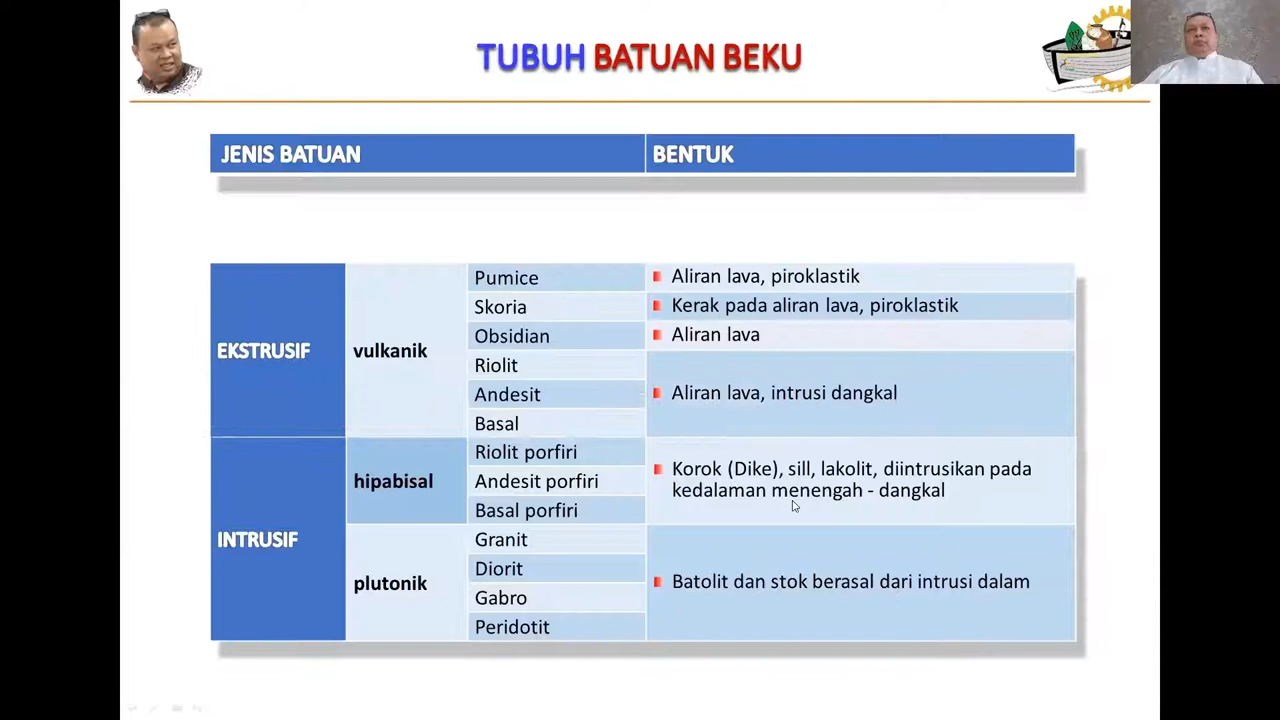 TUBUH BATUAN BEKU
JENIS BATUAN
BENTUK
EKSTRUSIF
vulkanik
Pumice
Aliran lava, piroklastik
Skoria
Kerak pada aliran lava, piroklastik
Obsidian
Aliran lava
Riolit
Andesit
Basal
Aliran lava, intrusi dangkal
INTRUSIF
hipabisal
Riolit porfiri
Andesit porfiri
Basal porfiri
Korok (Dike), sill, lakolit, diintrusikan pada
kedalaman menengah - dangkal
plutonik
Granit
Diorit
Gabro
Peridotit
Batolit dan stok berasal dari intrusi dalam